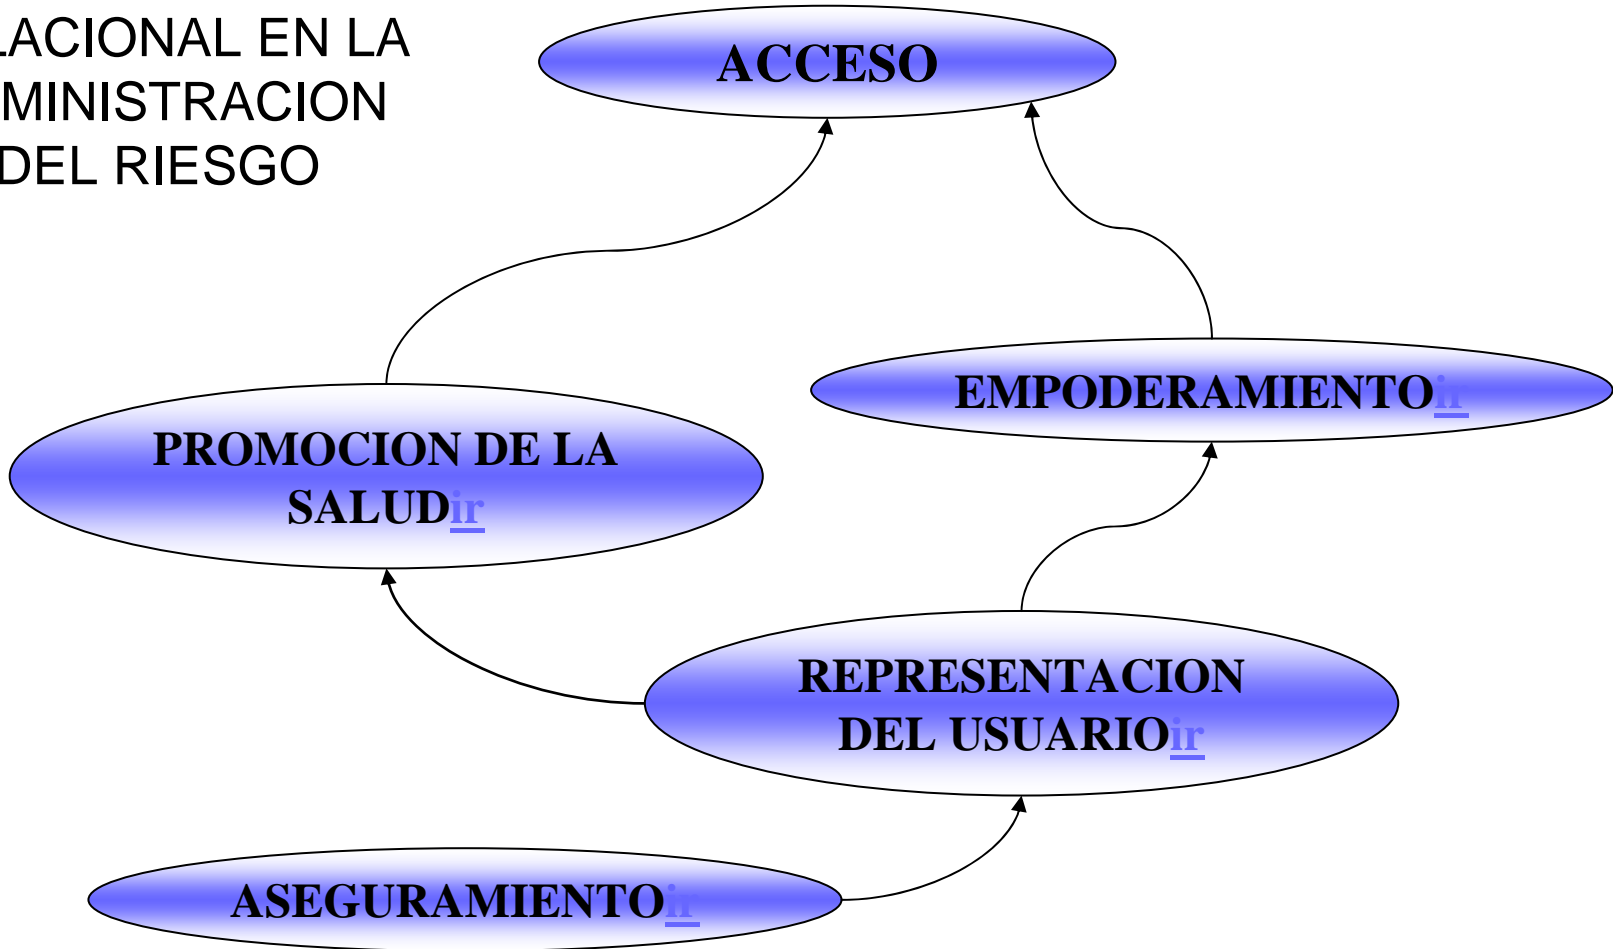 LACIONAL EN LA
MINISTRACION
DEL RIESGO
ACCESO
EMPODERAMIENTOir
PROMOCION DE LA
SALUDir
REPRESENTACION
DEL USUARIOir
ASEGURAMIENTOir